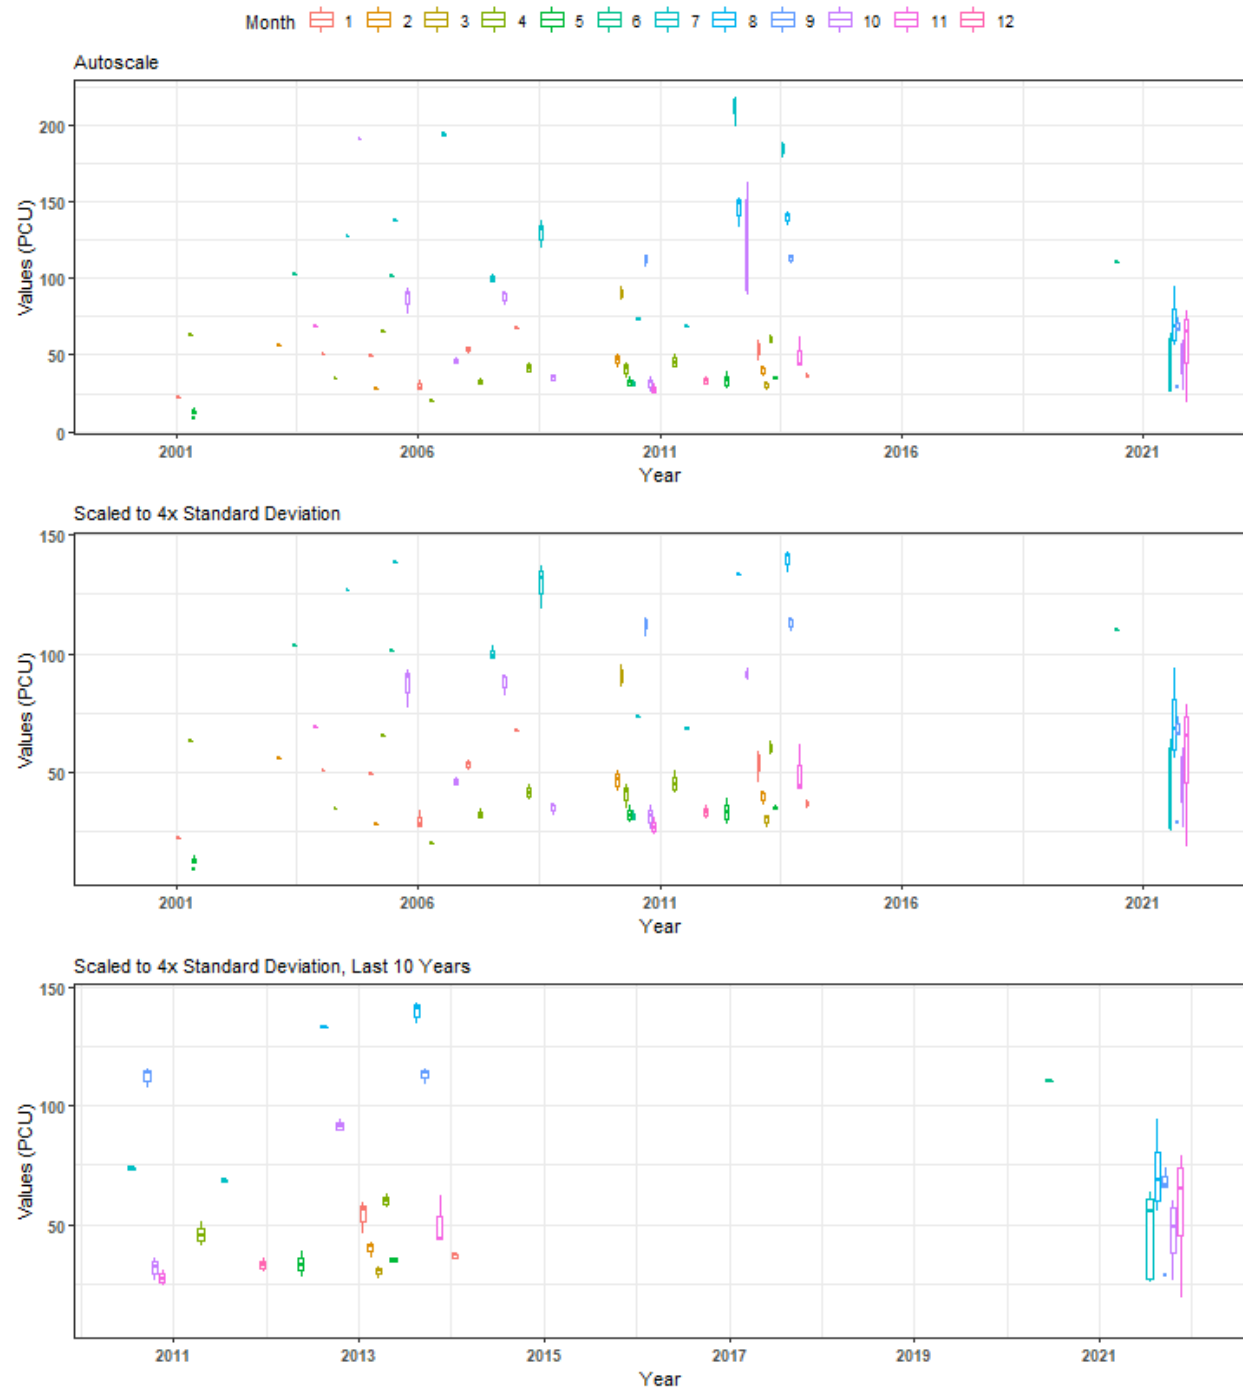 Month 1 2 3 4 5 6 7 8 9 10 11 12
Autoscale
200
150
100
50
0
Values (PCU)
2001 2006 2011 2016 2021
Year
Scaled to 4x Standard Deviation
150
100
50
Values (PCU)
2001 2006 2011 2016 2021
Year
Scaled to 4x Standard Deviation, Last 10 Years
150
100
50
Values (PCU)
2011 2013 2015 2017 2019 2021
Year